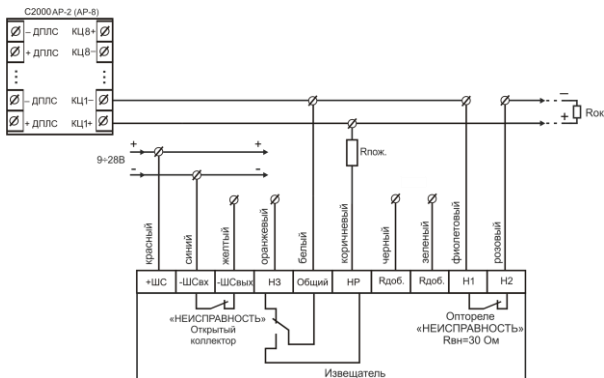 С2000 АР-2 (АР-8)
– ДПЛС КЦ8+
+ ДПЛС КЦ8–
– ДПЛС КЦ1–
+ ДПЛС КЦ1+
–
+
Rок
+ +
9÷28В
- -
Rпож.
красный
синий
желтый
оранжевый
белый
коричневый
черный
зеленый
фиолетовый
розовый
+ШС -ШСвх -ШСвых НЗ Общий НР Rдоб. Rдоб. Н1 Н2
«НЕИСПРАВНОСТЬ»
Открытый
коллектор
Оптореле
«НЕИСПРАВНОСТЬ»
Rвн=30 Ом
Извещатель